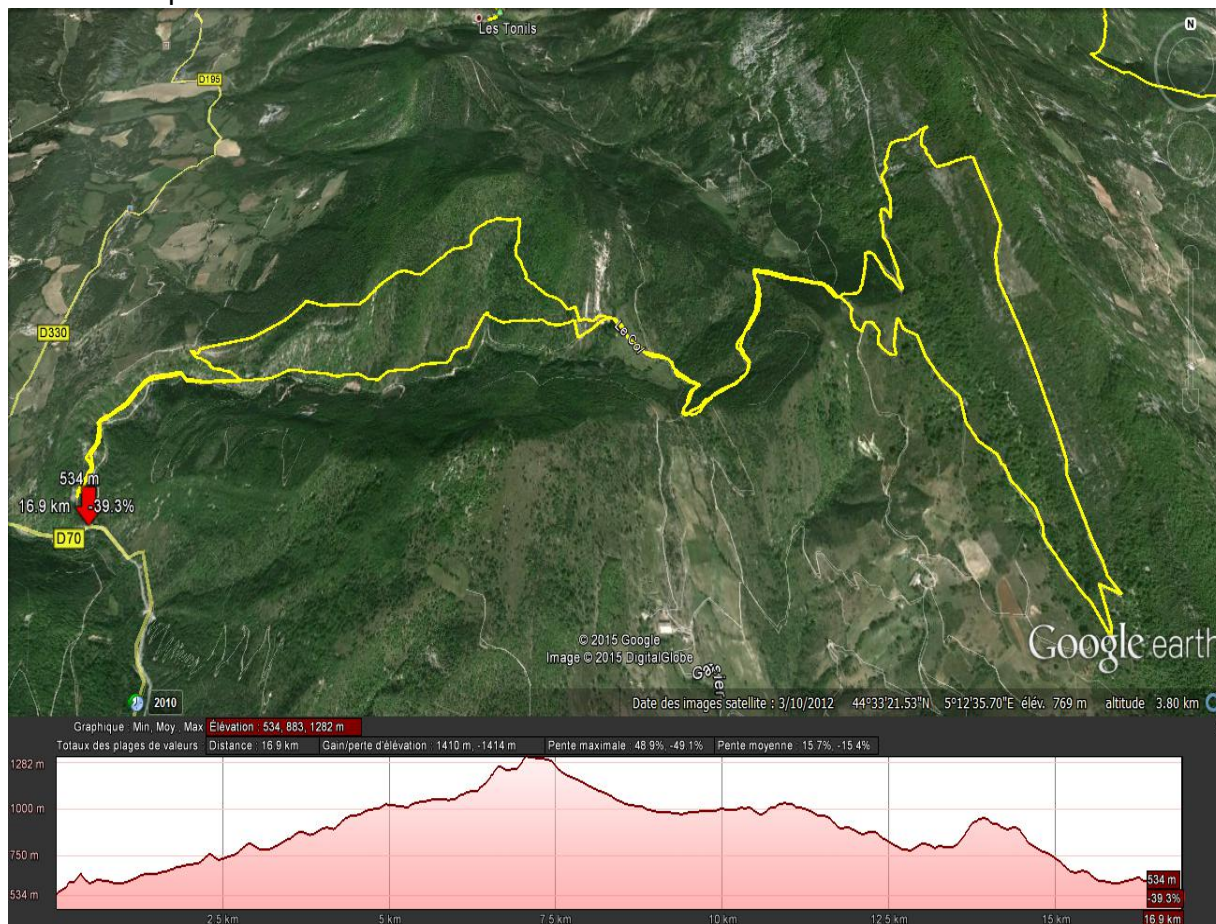 Les Tonils
N
D195
D330
Le Col
534 m
16.9 km -39.3%
D70
© 2015 Google
Image © 2015 DigitalGlobe
Google earth
2010
Date des images satellite : 3/10/2012 44°33'21.53"N 5°12'35.70"E élév. 769 m altitude 3.80 km
Graphique : Min, Moy. Max Élévation : 534, 883, 1282 m
Totaux des plages de valeurs Distance : 16.9 km Gain/perte d'élévation : 1410 m, -1414 m Pente maximale : 48.9%, -49.1% Pente moyenne : 15.7%, -15.4%
1282 m
1000 m
750 m
534 m
534 m
-39.3%
2.5 km 5 km 7.5 km 10 km 12.5 km 15 km 16.9 km